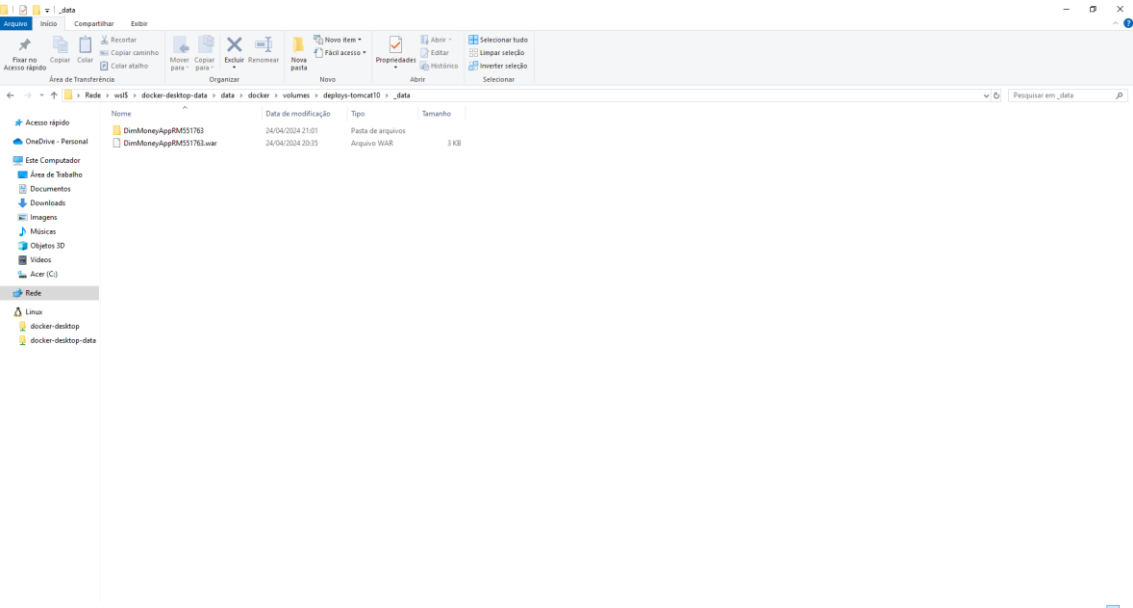 _data
Arquivo Início Compartilhar Exibir
Fixar no Acesso rápido
Copiar
Colar
Recortar
Copiar caminho
Colar atalho
Área de Transferência
Mover para
Copiar para
Excluir
Renomear
Organizar
Nova pasta
Novo item
Fácil acesso
Novo
Propriedades
Abrir
Editar
Histórico
Abrir
Selecionar tudo
Limpar seleção
Inverter seleção
Selecionar
Rede › wsl$ › docker-desktop-data › data › docker › volumes › deploys-tomcat10 › _data
Pesquisar em _data
Nome Data de modificação Tipo Tamanho
DimMoneyAppRM551763 24/04/2024 21:01 Pasta de arquivos
DimMoneyAppRM551763.war 24/04/2024 20:35 Arquivo WAR 3 KB
Acesso rápido
OneDrive - Personal
Este Computador
Área de Trabalho
Documentos
Downloads
Imagens
Músicas
Objetos 3D
Vídeos
Acer (C:)
Rede
Linux
docker-desktop
docker-desktop-data